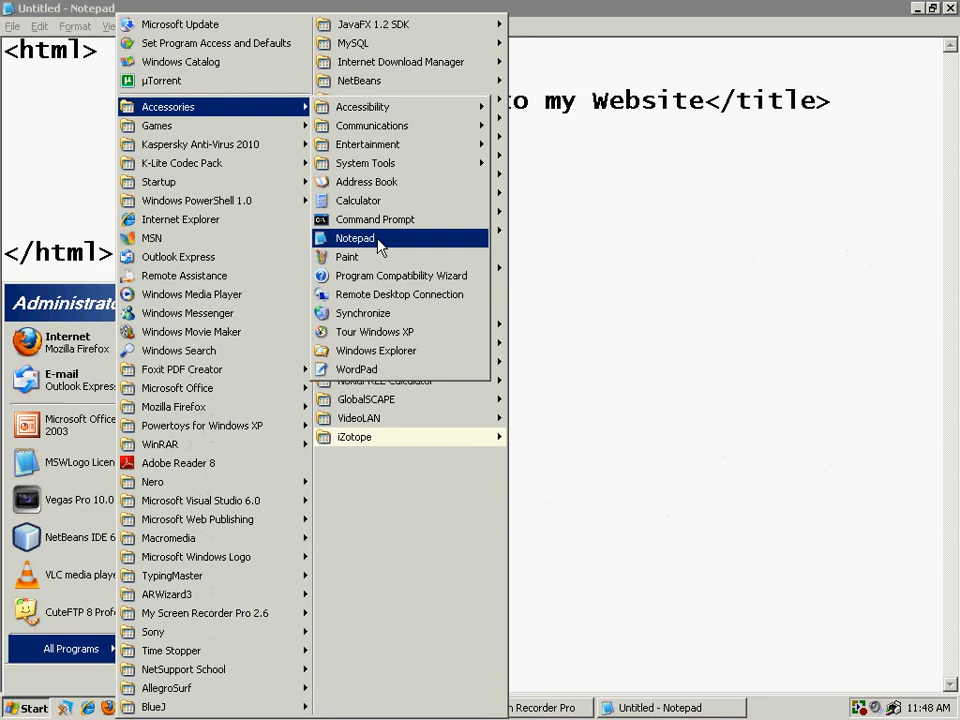 Untitled - Notepad
File Edit Format
<html>
to my Website</title>
</html>
Microsoft Update
Set Program Access and Defaults
Windows Catalog
µTorrent
Accessories
Games
Kaspersky Anti-Virus 2010
K-Lite Codec Pack
Startup
Windows PowerShell 1.0
Internet Explorer
MSN
Outlook Express
Remote Assistance
Windows Media Player
Windows Messenger
Windows Movie Maker
Windows Search
Foxit PDF Creator
Microsoft Office
Mozilla Firefox
Powertoys for Windows XP
WinRAR
Adobe Reader 8
Nero
Microsoft Visual Studio 6.0
Microsoft Web Publishing
Macromedia
Microsoft Windows Logo
TypingMaster
ARWizard3
My Screen Recorder Pro 2.6
Sony
Time Stopper
NetSupport School
AllegroSurf
BlueJ
JavaFX 1.2 SDK
MySQL
Internet Download Manager
NetBeans
Accessibility
Communications
Entertainment
System Tools
Address Book
Calculator
Command Prompt
Notepad
Paint
Program Compatibility Wizard
Remote Desktop Connection
Synchronize
Tour Windows XP
Windows Explorer
WordPad
GlobalSCAPE
VideoLAN
iZotope
Administrato
Internet
Mozilla Firefox
E-mail
Outlook Expres
Microsoft Office
2003
MSWLogo Licen
Vegas Pro 10.0
NetBeans IDE 6
VLC media playe
CuteFTP 8 Prof
All Programs
Start
n Recorder Pro
Untitled - Notepad
11:48 AM